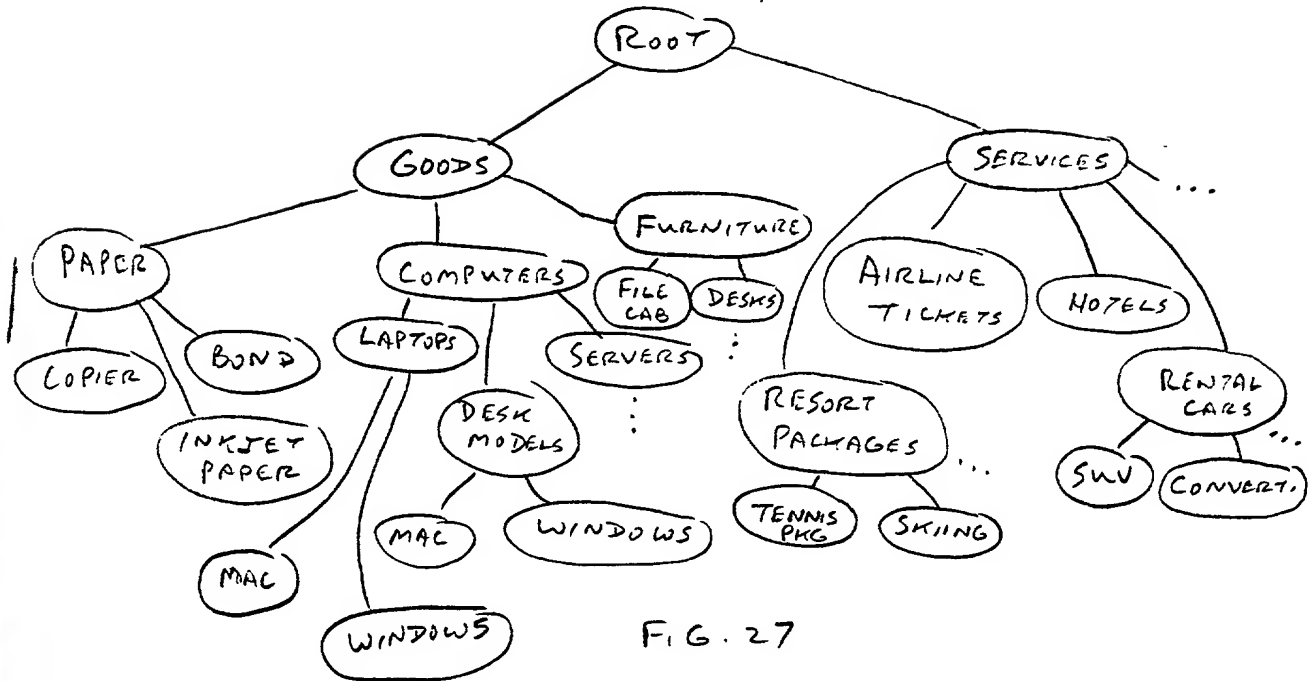 ROOT
GOODS
SERVICES
...
PAPER
COMPUTERS
FURNITURE
AIRLINE
TICKETS
HOTELS
COPIER
BOND
INKJET
PAPER
LAPTOPS
SERVERS
FILE
CAB
DESKS
DESK
MODELS
RESORT
PACKAGES
...
RENTAL
CARS
...
MAC
WINDOWS
MAC
WINDOWS
TENNIS
PKG
SKIING
SUV
CONVERT.
FIG. 27